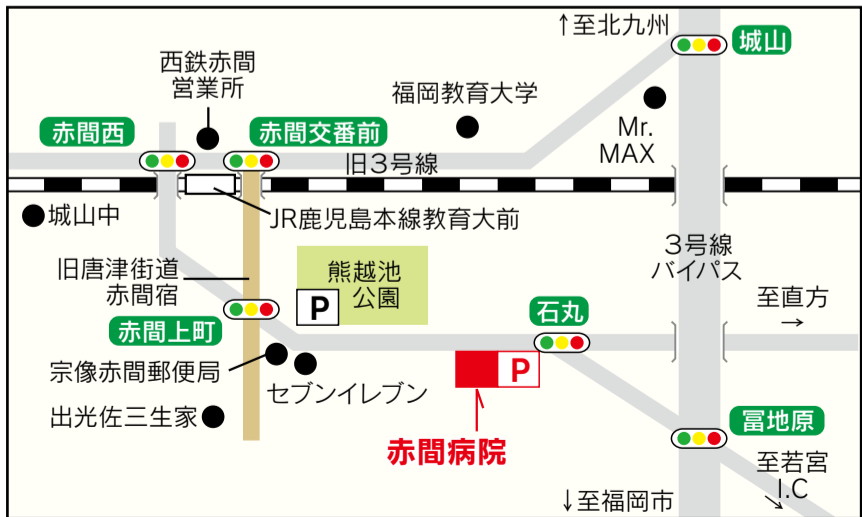 ↑至北九州
城山
西鉄赤間
営業所
福岡教育大学
赤間西
赤間交番前
Mr.
MAX
旧3号線
城山中
JR鹿児島本線教育大前
3号線
バイパス
熊越池
公園
旧唐津街道
赤間宿
P
至直方
→
石丸
赤間上町
宗像赤間郵便局
セブンイレブン
P
出光佐三生家
赤間病院
冨地原
至若宮
I.C
↓至福岡市